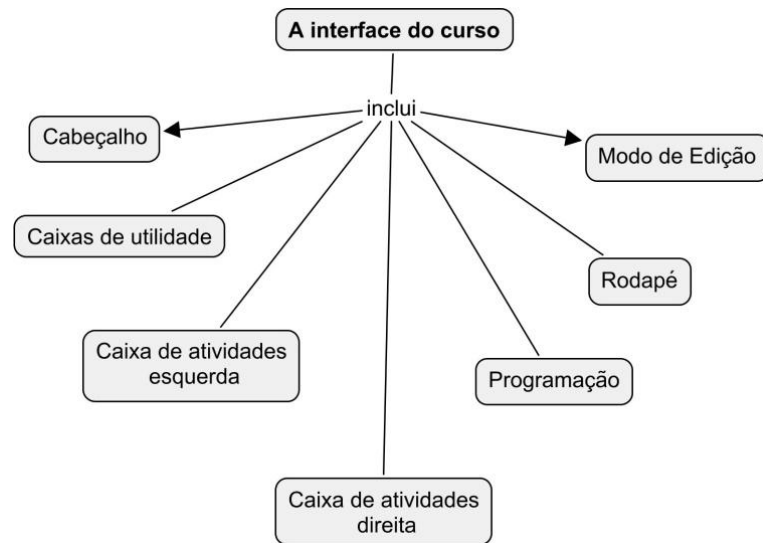 A interface do curso
inclui
Cabeçalho
Modo de Edição
Caixas de utilidade
Rodapé
Caixa de atividades
esquerda
Programação
Caixa de atividades
direita